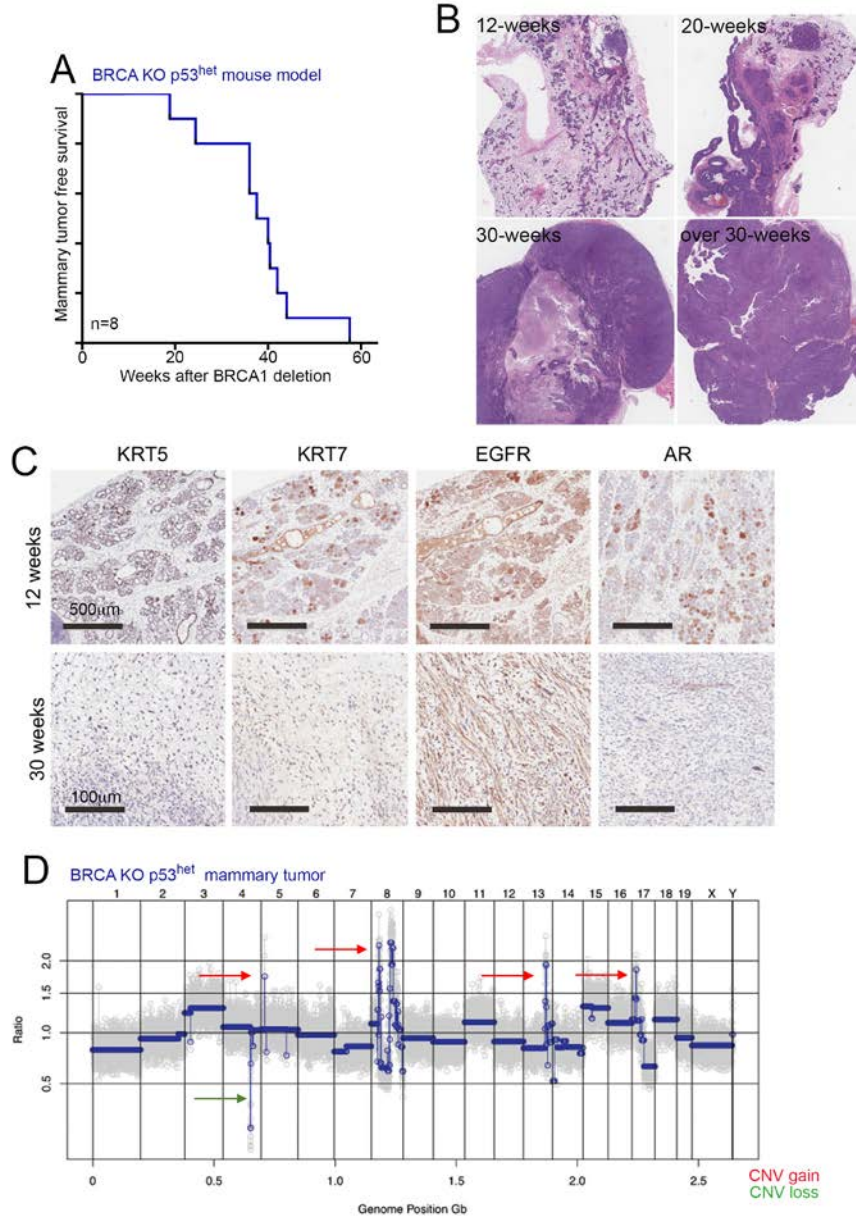 A
BRCA KO p53het mouse model
Mammary tumor free survival
n=8
0 20 40 60
Weeks after BRCA1 deletion
B
12-weeks 20-weeks
30-weeks over 30-weeks
C
KRT5 KRT7 EGFR AR
12 weeks
500μm
30 weeks
100μm
D
BRCA KO p53het mammary tumor
1 2 3 4 5 6 7 8 9 10 11 12 13 14 15 16 17 18 19 X Y
Ratio
2.0
1.5
1.0
0.5
0 0.5 1.0 1.5 2.0 2.5
Genome Position Gb
CNV gain
CNV loss